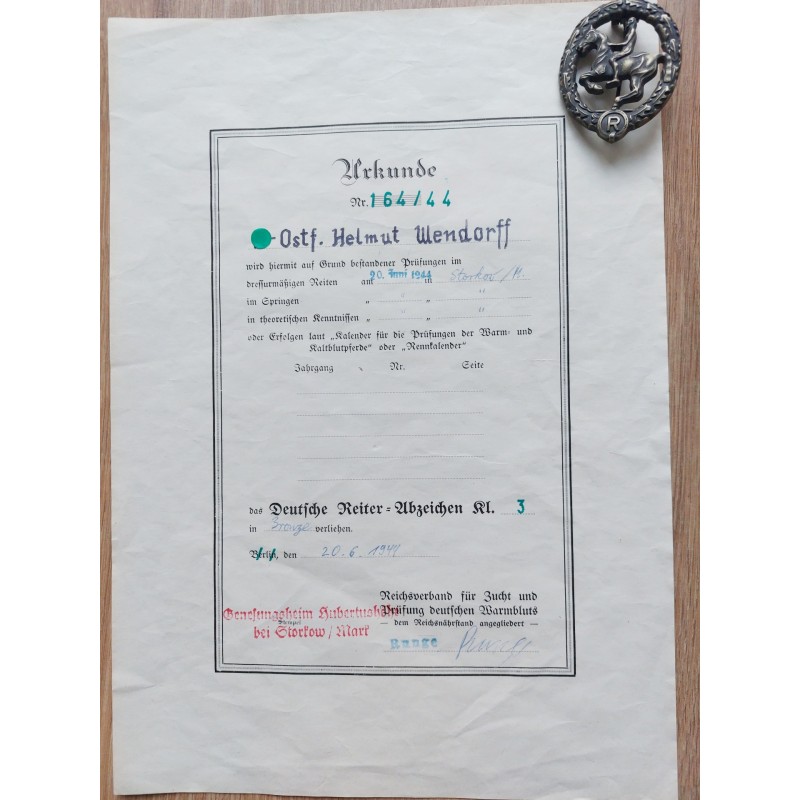 R
Urkunde
Nr. 164/44
Ostf. Helmut Wendorff
wird hiermit auf Grund bestandener Prüfungen im
dressurmäßigen Reiten am 20. Juni 1944 in Storkow/M.
im Springen " " " "
in theoretischen Kenntnissen " " " "
oder Erfolgen laut „Kalender für die Prüfungen der Warm- und
Kaltblutpferde" oder „Rennkalender"
Jahrgang Nr. Seite
das Deutsche Reiter-Abzeichen Kl. 3
in Bronze verliehen.
Berlin, den 20.6.1944
Reichsverband für Zucht und
Prüfung deutschen Warmbluts
— dem Reichsnährstand angegliedert —
Genesungsheim Hubertushöhe
Stempel
bei Storkow/Mark
Runge